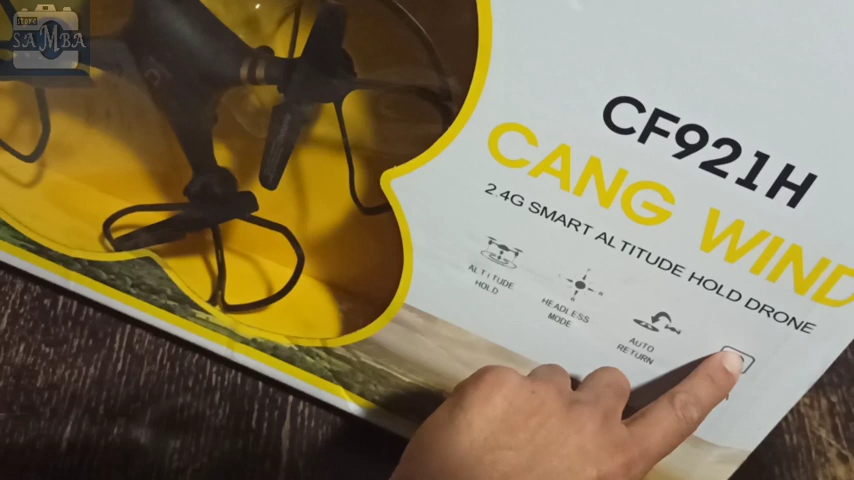 SAMBA
CF921H
CANG WIND
2.4G SMART ALTITUDE HOLD DRONE
ALTITUDE
HOLD
HEADLESS
MODE
AUTO
RETURN